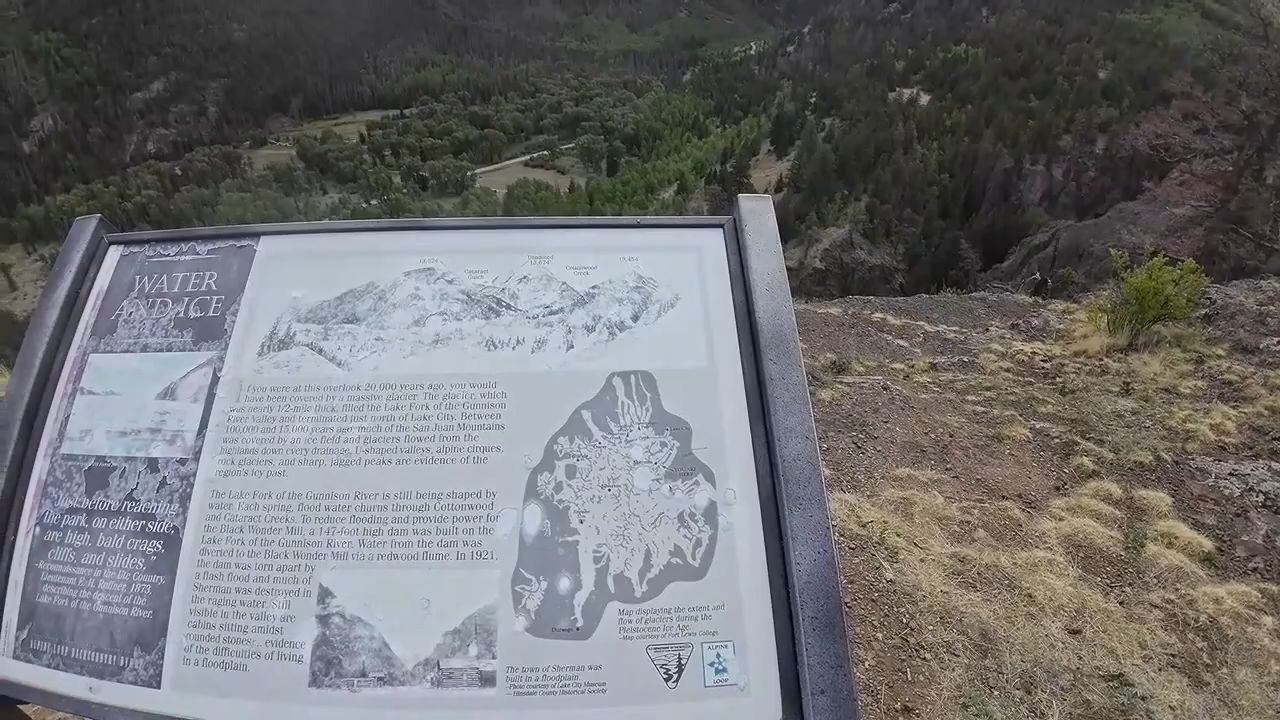 WATER
AND ICE
"Just before reaching
the park, on either side,
are high, bald crags,
cliffs, and slides,"
-Reconnaissance in the Ute Country,
Lieutenant E. H. Ruffner, 1873,
describing the descent of the
Lake Fork of the Gunnison River.
ALPINE LOOP BACKCOUNTRY
Cataract
Gulch
Unnamed
13,674'
Cottonwood
Creek
If you were at this overlook 20,000 years ago, you would
have been covered by a massive glacier. The glacier, which
was nearly 1/2-mile thick, filled the Lake Fork of the Gunnison
River Valley and terminated just north of Lake City. Between
and 15,000 years ago, much of the San Juan Mountains
was covered by an ice field and glaciers flowed from the
highlands down every drainage. U-shaped valleys, alpine cirques,
rock glaciers, and sharp, jagged peaks are evidence of the
region's icy past.
The Lake Fork of the Gunnison River is still being shaped by
water. Each spring, flood water churns through Cottonwood
and Cataract Creeks. To reduce flooding and provide power for
the Black Wonder Mill, a 147-foot high dam was built on the
Lake Fork of the Gunnison River. Water from the dam was
diverted to the Black Wonder Mill via a redwood flume. In 1921,
the dam was torn apart by
a flash flood and much of
Sherman was destroyed in
the raging water. Still
visible in the valley are
cabins sitting amidst
rounded stones... evidence
of the difficulties of living
in a floodplain.
Durango
Map displaying the extent and
flow of glaciers during the
Pleistocene Ice Age.
-Map courtesy of Fort Lewis College
The town of Sherman was
built in a floodplain.
-Photo courtesy of Lake City Museum
-Hinsdale County Historical Society
ALPINE
LOOP